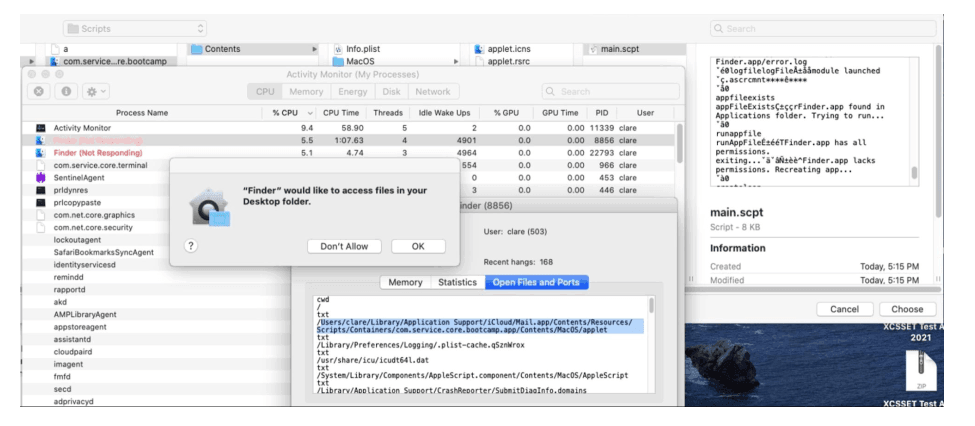 Scripts
Search
a
Contents
Info.plist
applet.icns
main.scpt
com.service...re.bootcamp
MacOS
applet.rsrc
Activity Monitor (My Processes)
CPU Memory Energy Disk Network
Search
Process Name % CPU CPU Time Threads Idle Wake Ups % GPU GPU Time PID User
Activity Monitor 9.4 58.90 5 2 0.0 0.00 11339 clare
Finder (Not Responding) 5.5 1:07.63 4 4901 0.0 0.00 8856 clare
Finder (Not Responding) 5.1 4.74 3 4964 0.0 0.00 22793 clare
com.service.core.terminal 554 0.0 0.00 966 clare
SentinelAgent 0 0.0 0.00 453 clare
prldynres 3 0.0 0.00 446 clare
prlcopypaste
com.net.core.graphics
com.net.core.security
lockoutagent
SafariBookmarksSyncAgent
identityservicesd
remindd
rapportd
akd
AMPLibraryAgent
appstoreagent
assistantd
cloudpaird
imagent
fmfd
secd
adprivacyd
"Finder" would like to access files in your
Desktop folder.
?
Don't Allow
OK
inder (8856)
User: clare (503)
Recent hangs: 168
Memory Statistics Open Files and Ports
cwd
/
txt
/Users/clare/Library/Application Support/iCloud/Mail.app/Contents/Resources/
Scripts/Containers/com.service.core.bootcamp.app/Contents/MacOS/applet
txt
/Library/Preferences/Logging/.plist-cache.qSznWrox
txt
/usr/share/icu/icudt64l.dat
txt
/System/Library/Components/AppleScript.component/Contents/MacOS/AppleScript
txt
/Library/Application Support/CrashReporter/SubmitDiagInfo.domains
Finder.app/error.log
module launched
appfileexists
Finder.app found in
Applications folder. Trying to run...
runappfile
Finder.app has all
permissions.
Finder.app lacks
permissions. Recreating app...
main.scpt
Script - 8 KB
Information
Created Today, 5:15 PM
Modified Today, 5:15 PM
Cancel
Choose
XCSSET Test A
2021
ZIP
XCSSET Test A